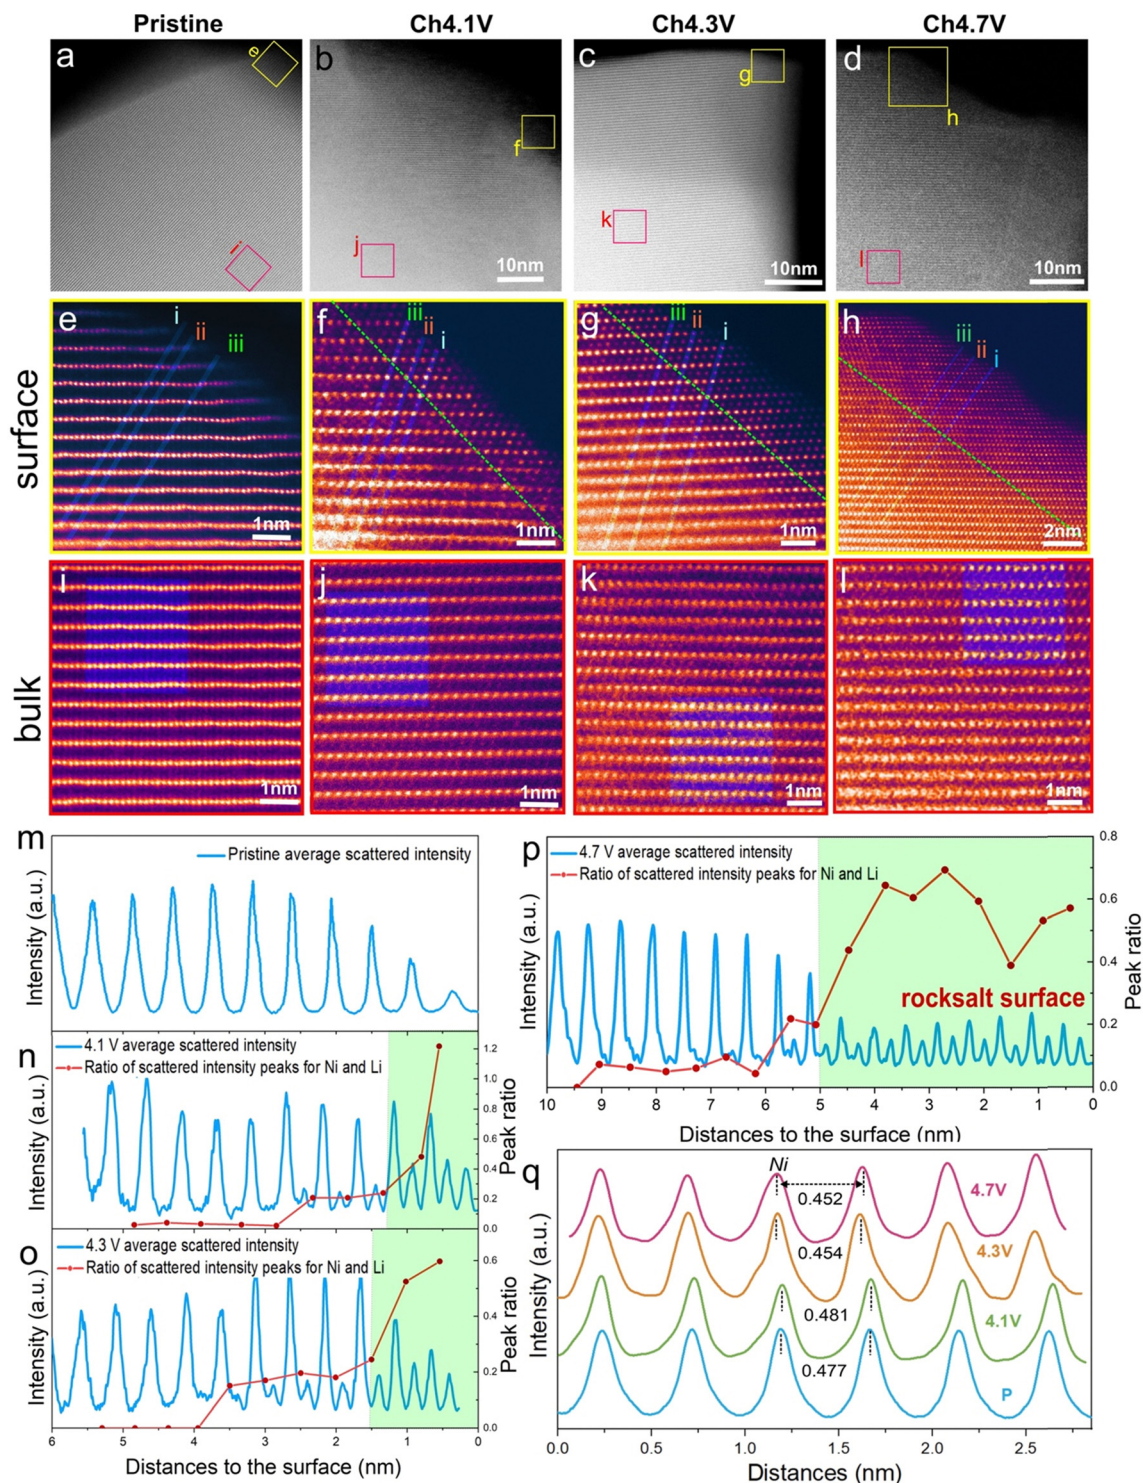 Pristine Ch4.1V Ch4.3V Ch4.7V
a b c d
e f g h
i j k l
10nm 10nm 10nm
surface
e f g h
i ii iii
iii ii i
iii ii i
iii ii i
1nm 1nm 1nm 2nm
bulk
i j k l
1nm 1nm 1nm 1nm
m
Pristine average scattered intensity
Intensity (a.u.)
n
4.1 V average scattered intensity
Ratio of scattered intensity peaks for Ni and Li
Intensity (a.u.)
Peak ratio
1.2
1.0
0.8
0.6
0.4
0.2
0.0
o
4.3 V average scattered intensity
Ratio of scattered intensity peaks for Ni and Li
Intensity (a.u.)
Peak ratio
0.6
0.4
0.2
0.0
6 5 4 3 2 1 0
Distances to the surface (nm)
p
4.7 V average scattered intensity
Ratio of scattered intensity peaks for Ni and Li
rocksalt surface
Intensity (a.u.)
Peak ratio
0.8
0.6
0.4
0.2
0.0
10 9 8 7 6 5 4 3 2 1 0
Distances to the surface (nm)
q
Ni
0.452
4.7V
0.454
4.3V
0.481
4.1V
0.477
P
Intensity (a.u.)
0.0 0.5 1.0 1.5 2.0 2.5
Distances (nm)